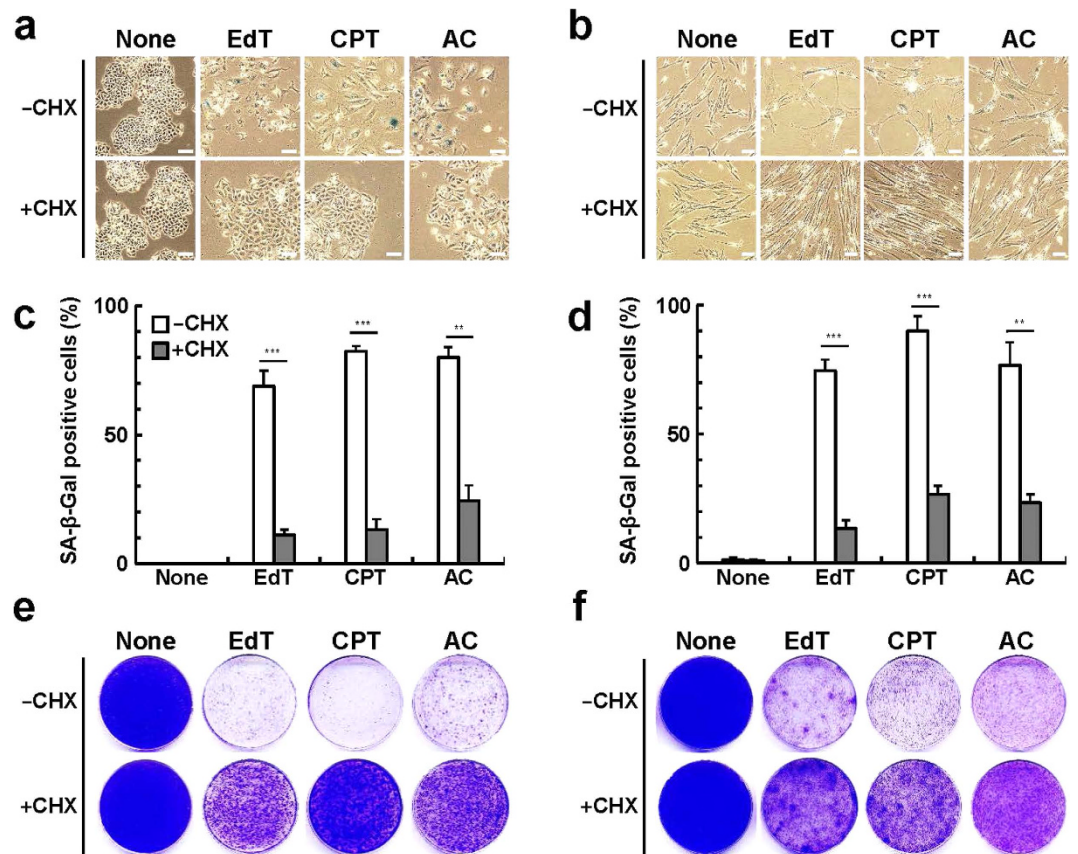 a
None EdT CPT AC
–CHX
+CHX
b
None EdT CPT AC
–CHX
+CHX
c
SA-β-Gal positive cells (%)
100
50
0
–CHX
+CHX
***
***
**
None EdT CPT AC
d
SA-β-Gal positive cells (%)
100
50
0
***
***
**
None EdT CPT AC
e
None EdT CPT AC
–CHX
+CHX
f
None EdT CPT AC
–CHX
+CHX